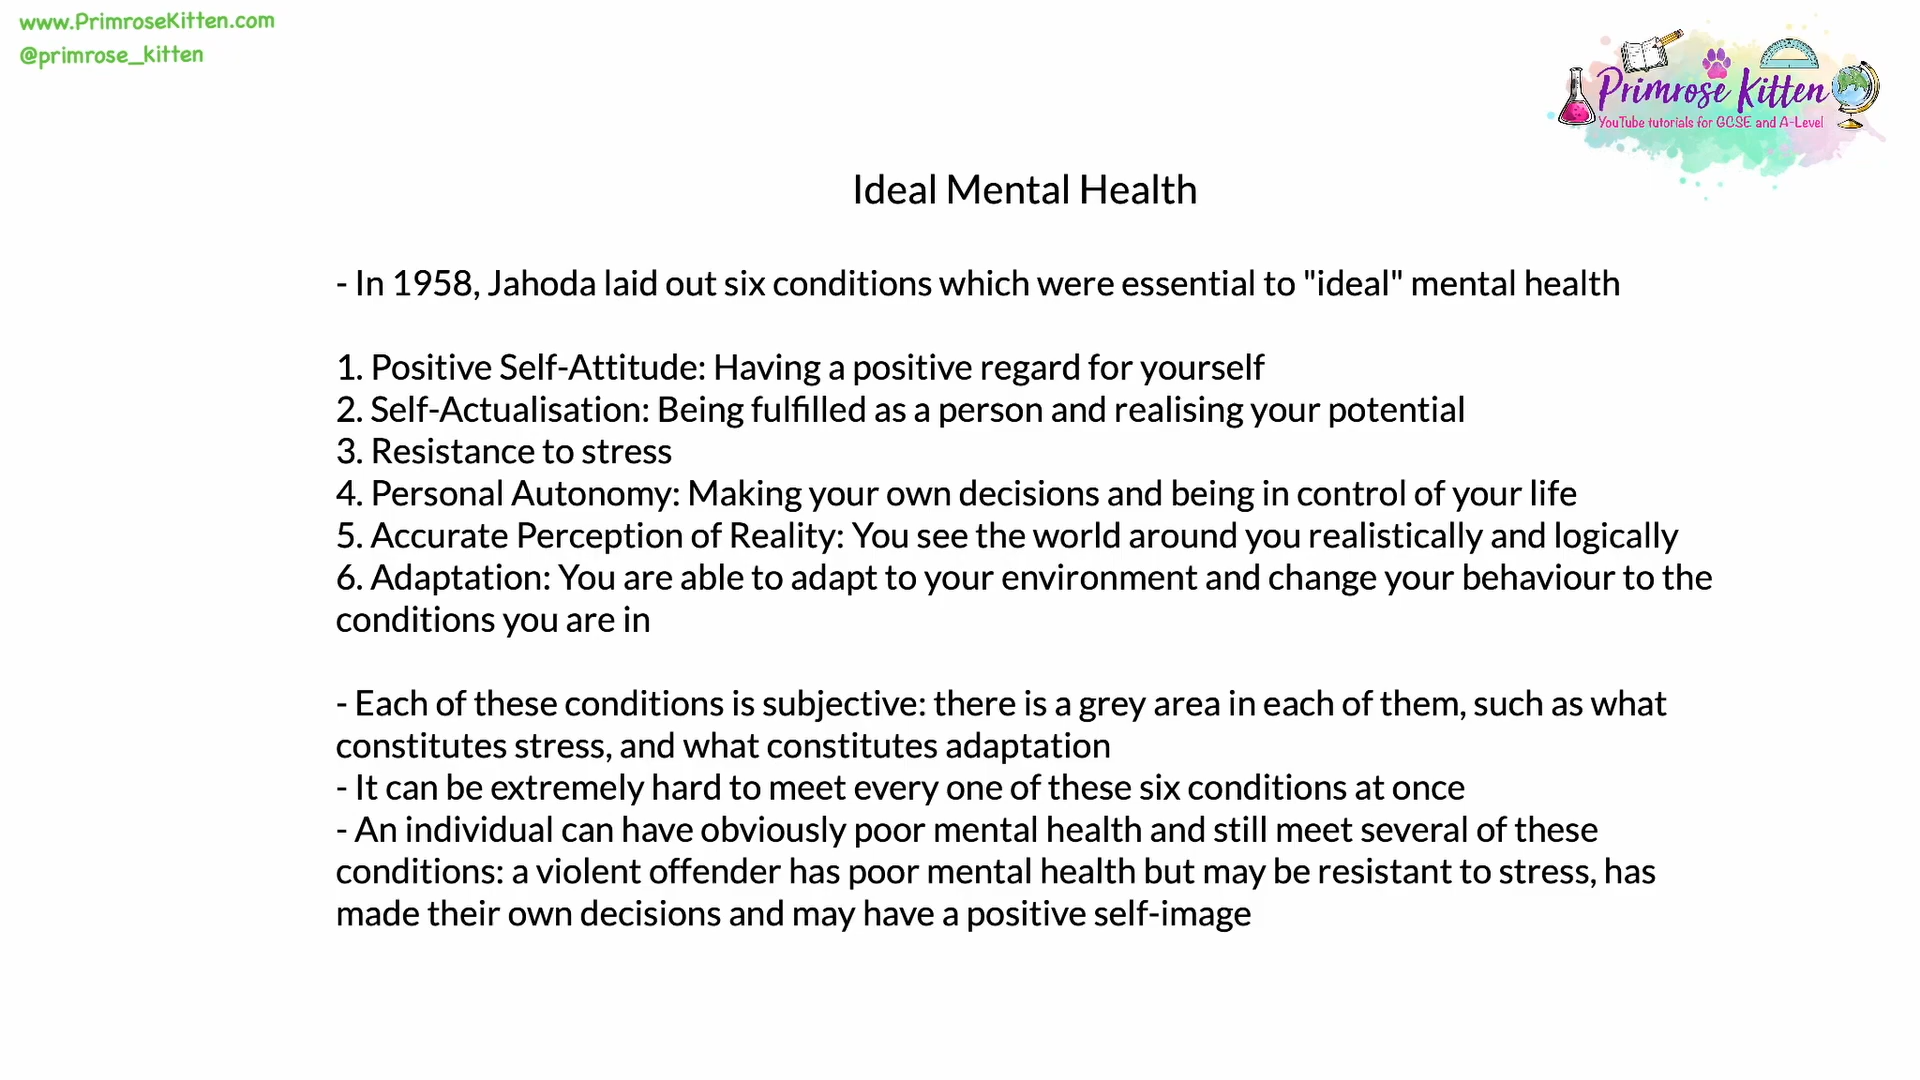 www.PrimroseKitten.com
@primrose_kitten
Primrose Kitten
YouTube tutorials for GCSE and A-Level
Ideal Mental Health
- In 1958, Jahoda laid out six conditions which were essential to "ideal" mental health
1. Positive Self-Attitude: Having a positive regard for yourself
2. Self-Actualisation: Being fulfilled as a person and realising your potential
3. Resistance to stress
4. Personal Autonomy: Making your own decisions and being in control of your life
5. Accurate Perception of Reality: You see the world around you realistically and logically
6. Adaptation: You are able to adapt to your environment and change your behaviour to the
conditions you are in
- Each of these conditions is subjective: there is a grey area in each of them, such as what
constitutes stress, and what constitutes adaptation
- It can be extremely hard to meet every one of these six conditions at once
- An individual can have obviously poor mental health and still meet several of these
conditions: a violent offender has poor mental health but may be resistant to stress, has
made their own decisions and may have a positive self-image